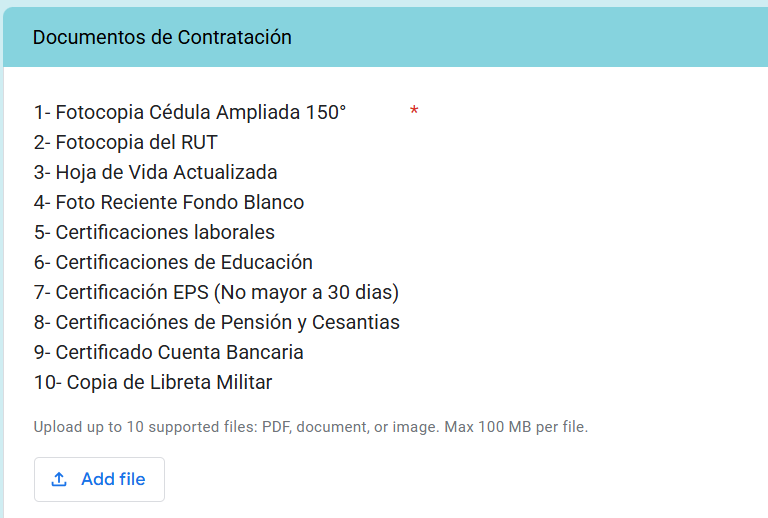 Documentos de Contratación
1- Fotocopia Cédula Ampliada 150° *
2- Fotocopia del RUT
3- Hoja de Vida Actualizada
4- Foto Reciente Fondo Blanco
5- Certificaciones laborales
6- Certificaciones de Educación
7- Certificación EPS (No mayor a 30 dias)
8- Certificaciónes de Pensión y Cesantias
9- Certificado Cuenta Bancaria
10- Copia de Libreta Militar
Upload up to 10 supported files: PDF, document, or image. Max 100 MB per file.
Add file